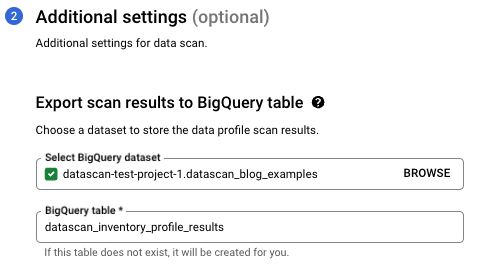 2 Additional settings (optional)
Additional settings for data scan.
Export scan results to BigQuery table ?
Choose a dataset to store the data profile scan results.
Select BigQuery dataset
datascan-test-project-1.datascan_blog_examples BROWSE
BigQuery table *
datascan_inventory_profile_results
If this table does not exist, it will be created for you.